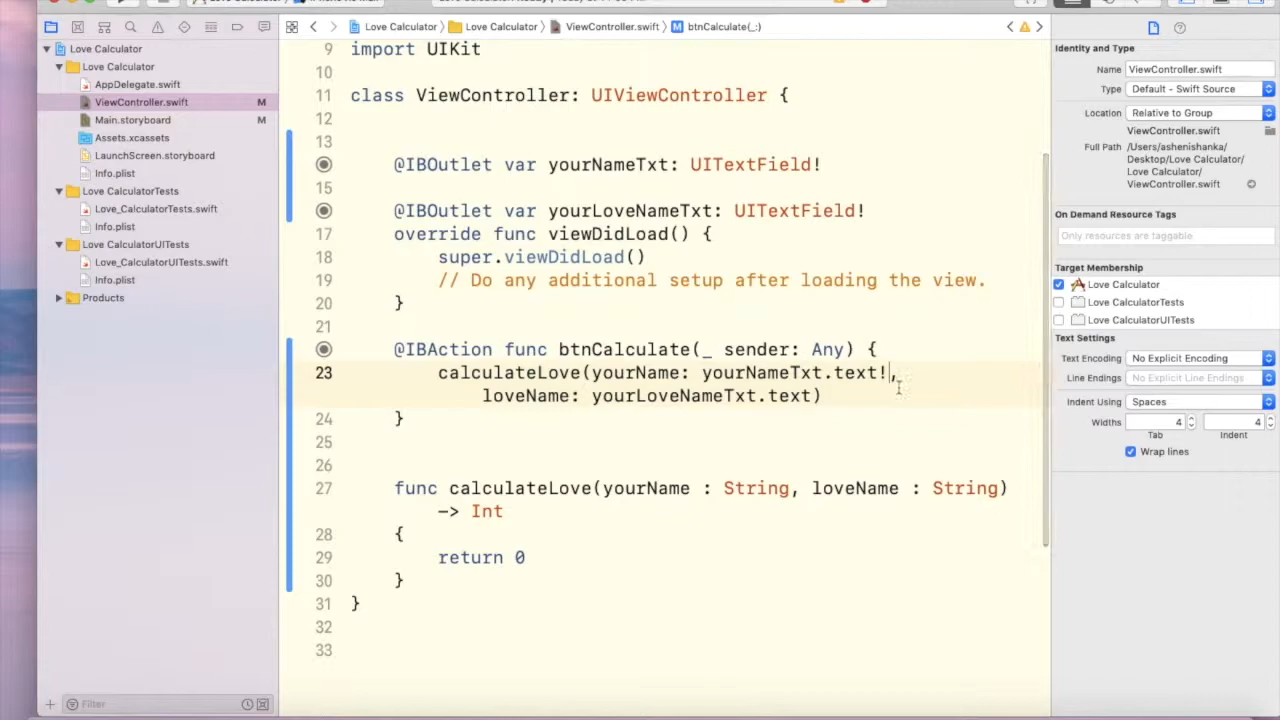 Love Calculator
Love Calculator
AppDelegate.swift
ViewController.swift M
Main.storyboard M
Assets.xcassets
LaunchScreen.storyboard
Info.plist
Love CalculatorTests
Love_CalculatorTests.swift
Info.plist
Love CalculatorUITests
Love_CalculatorUITests.swift
Info.plist
Products
Filter
Love Calculator Love Calculator ViewController.swift M btnCalculate(_:)
9 import UIKit
10
11 class ViewController: UIViewController {
12
13
@IBOutlet var yourNameTxt: UITextField!
15
@IBOutlet var yourLoveNameTxt: UITextField!
17 override func viewDidLoad() {
18 super.viewDidLoad()
19 // Do any additional setup after loading the view.
20 }
21
@IBAction func btnCalculate(_ sender: Any) {
23 calculateLove(yourName: yourNameTxt.text!,
loveName: yourLoveNameTxt.text)
24 }
25
26
27 func calculateLove(yourName : String, loveName : String)
-> Int
28 {
29 return 0
30 }
31 }
32
33
Identity and Type
Name ViewController.swift
Type Default - Swift Source
Location Relative to Group
ViewController.swift
Full Path /Users/ashenishanka/
Desktop/Love Calculator/
Love Calculator/
ViewController.swift
On Demand Resource Tags
Only resources are taggable
Target Membership
Love Calculator
Love CalculatorTests
Love CalculatorUITests
Text Settings
Text Encoding No Explicit Encoding
Line Endings No Explicit Line Endings
Indent Using Spaces
Widths 4 4
Tab Indent
Wrap lines